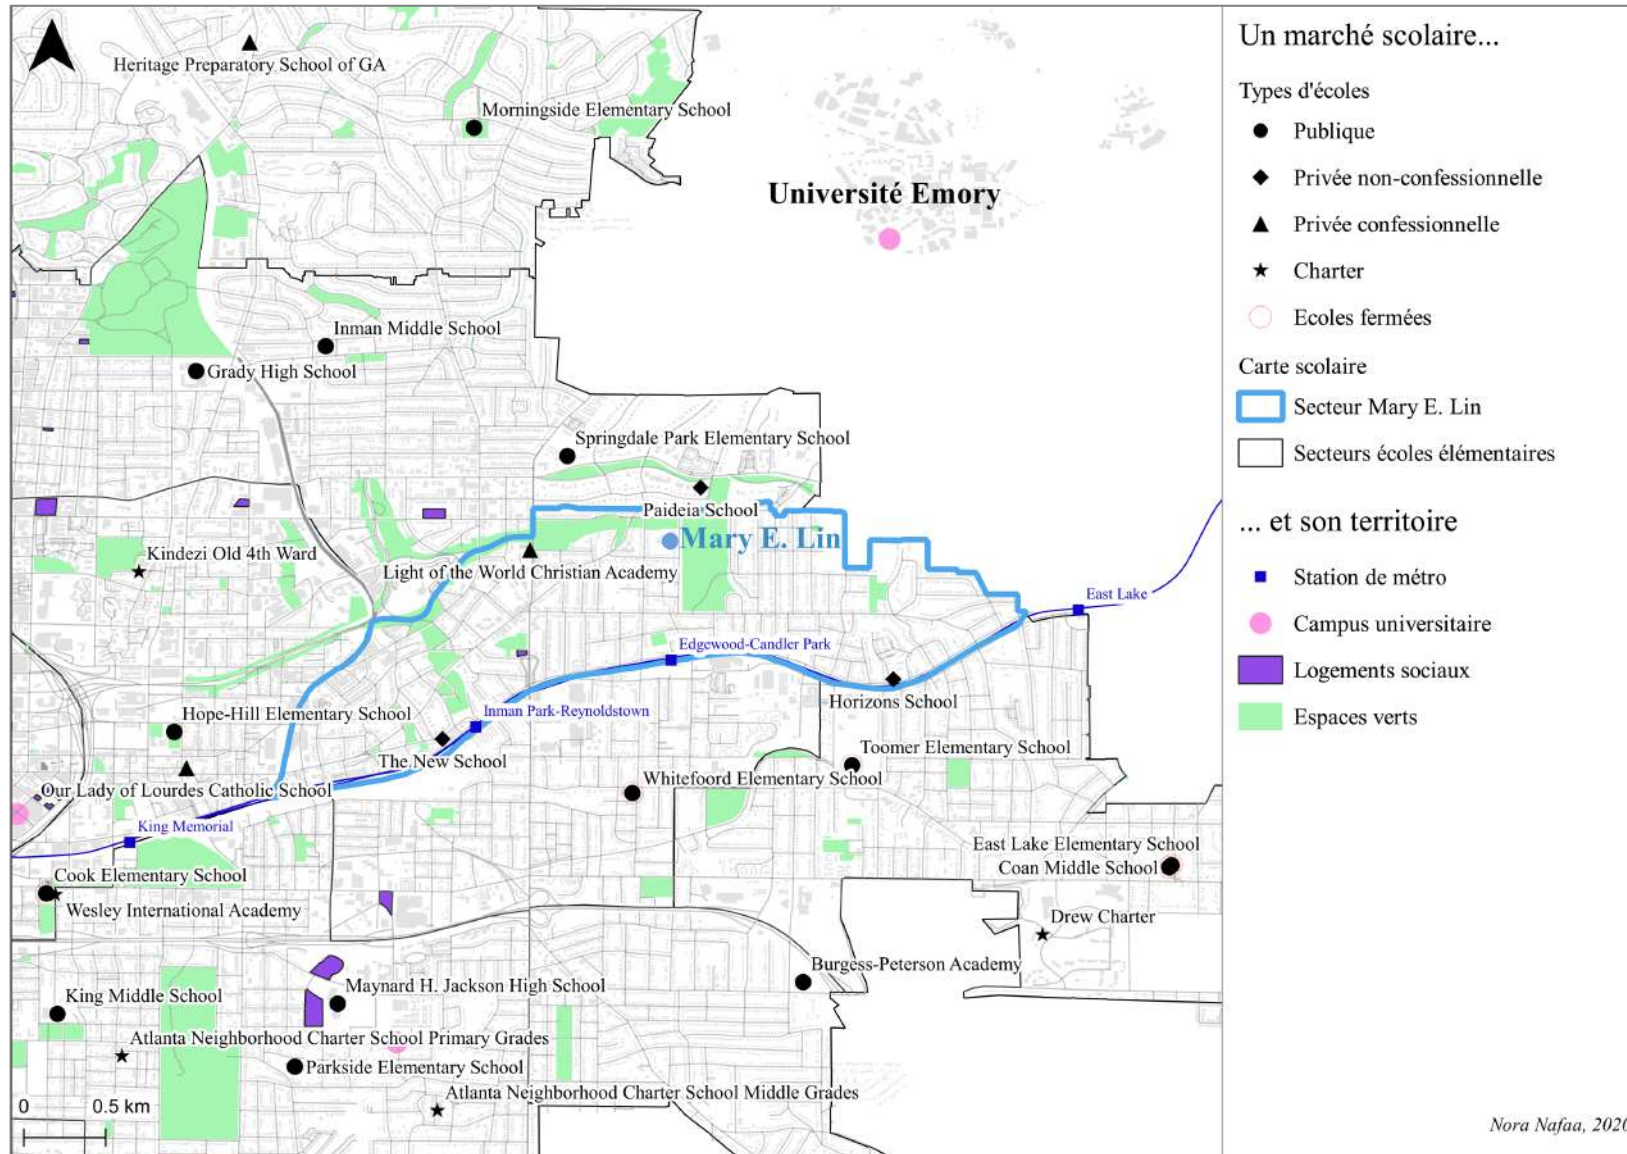 Heritage Preparatory School of GA
Morningside Elementary School
Université Emory
Inman Middle School
Grady High School
Springdale Park Elementary School
Paideia School
Mary E. Lin
Kindezi Old 4th Ward
Light of the World Christian Academy
East Lake
Edgewood-Candler Park
Horizons School
Hope-Hill Elementary School
Inman Park-Reynoldstown
The New School
Toomer Elementary School
Whitefoord Elementary School
Our Lady of Lourdes Catholic School
King Memorial
East Lake Elementary School
Coan Middle School
Cook Elementary School
Wesley International Academy
Drew Charter
Burgess-Peterson Academy
Maynard H. Jackson High School
King Middle School
Atlanta Neighborhood Charter School Primary Grades
Parkside Elementary School
Atlanta Neighborhood Charter School Middle Grades
0 0.5 km
Un marché scolaire...
Types d'écoles
Publique
Privée non-confessionnelle
Privée confessionnelle
Charter
Ecoles fermées
Carte scolaire
Secteur Mary E. Lin
Secteurs écoles élémentaires
... et son territoire
Station de métro
Campus universitaire
Logements sociaux
Espaces verts
Nora Nafaa, 2020